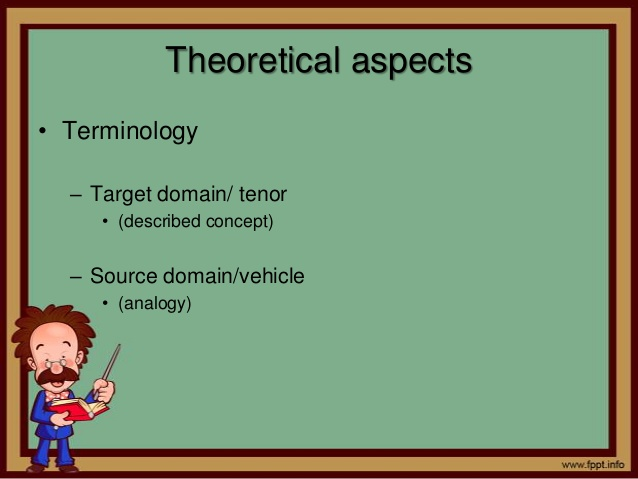 Theoretical aspects
• Terminology
– Target domain/ tenor
• (described concept)
– Source domain/vehicle
• (analogy)
www.fppt.info